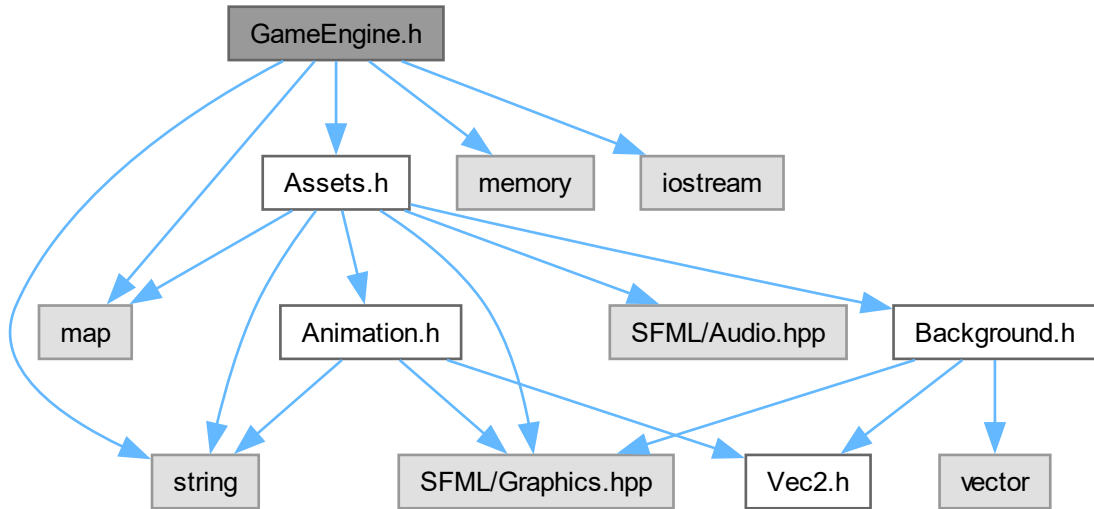 GameEngine.h
Assets.h
memory
iostream
map
Animation.h
SFML/Audio.hpp
Background.h
string
SFML/Graphics.hpp
Vec2.h
vector